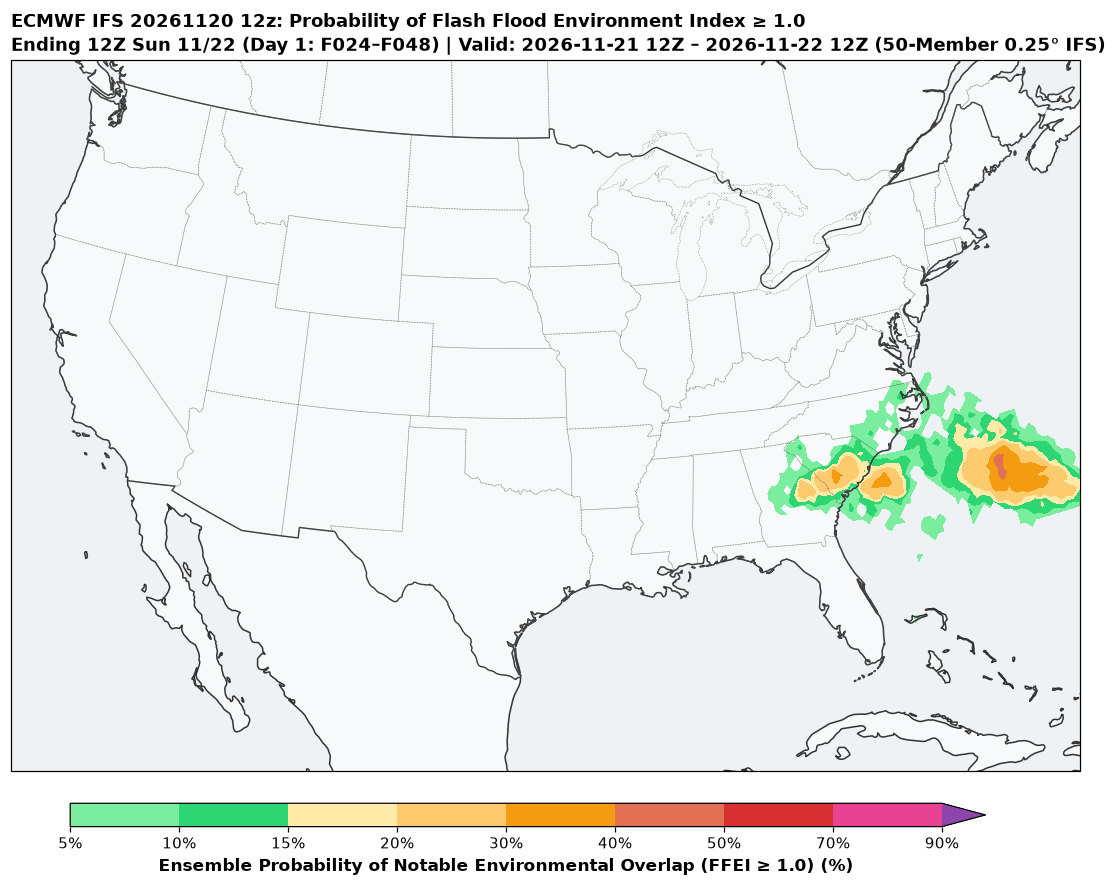 ECMWF IFS 20261120 12z: Probability of Flash Flood Environment Index ≥ 1.0
Ending 12Z Sun 11/22 (Day 1: F024–F048) | Valid: 2026-11-21 12Z – 2026-11-22 12Z (50-Member 0.25° IFS)
5% 10% 15% 20% 30% 40% 50% 70% 90%
Ensemble Probability of Notable Environmental Overlap (FFEI ≥ 1.0) (%)